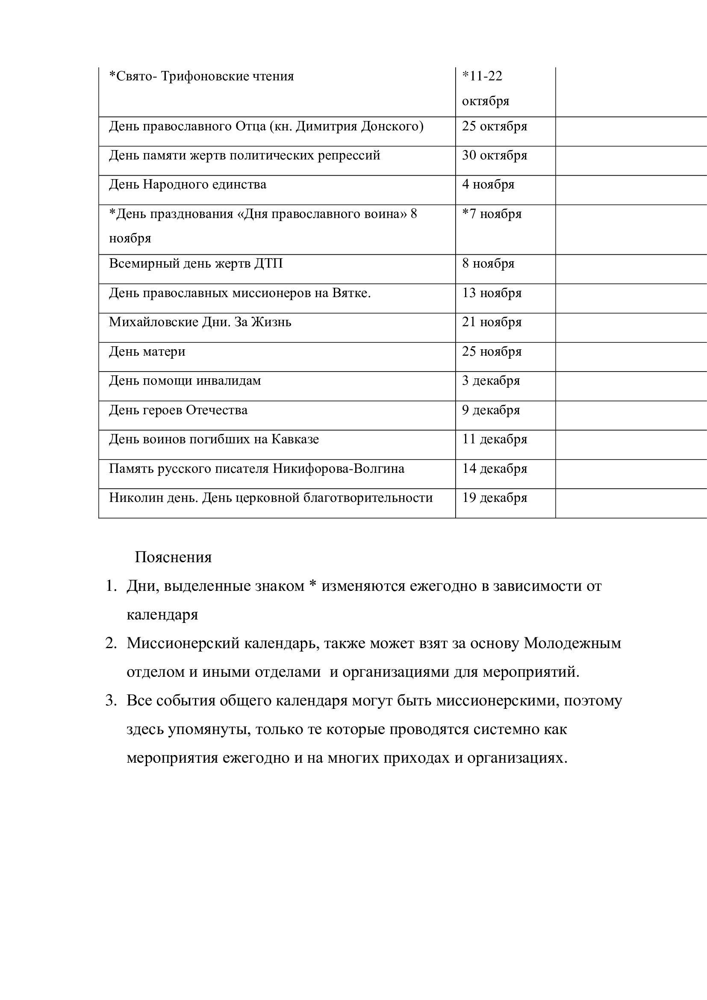 *Свято- Трифоновские чтения *11-22
октября
День православного Отца (кн. Димитрия Донского) 25 октября
День памяти жертв политических репрессий 30 октября
День Народного единства 4 ноября
*День празднования «Дня православного воина» 8 *7 ноября
ноября
Всемирный день жертв ДТП 8 ноября
День православных миссионеров на Вятке. 13 ноября
Михайловские Дни. За Жизнь 21 ноября
День матери 25 ноября
День помощи инвалидам 3 декабря
День героев Отечества 9 декабря
День воинов погибших на Кавказе 11 декабря
Память русского писателя Никифорова-Волгина 14 декабря
Николин день. День церковной благотворительности 19 декабря
Пояснения
1. Дни, выделенные знаком * изменяются ежегодно в зависимости от
календаря
2. Миссионерский календарь, также может взят за основу Молодежным
отделом и иными отделами  и организациями для мероприятий.
3. Все события общего календаря могут быть миссионерскими, поэтому
здесь упомянуты, только те которые проводятся системно как
мероприятия ежегодно и на многих приходах и организациях.